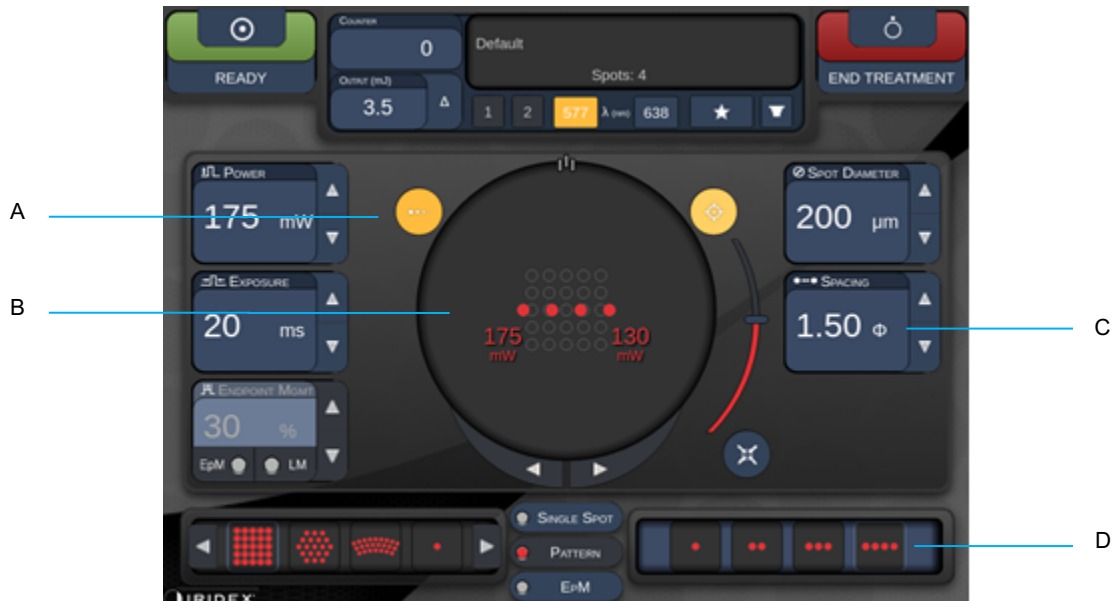 READY
COUNTER
0
OUTPUT (MJ)
3.5 Δ
Default
Spots: 4
1 2 577 λ (nm) 638
END TREATMENT
A
POWER
175 mW
SPOT DIAMETER
200 µm
B
EXPOSURE
20 ms
175
mW
130
mW
SPACING
1.50 Φ
C
ENDPOINT MGMT
30 %
EpM LM
SINGLE SPOT
PATTERN
EPM
D
IRIDEX